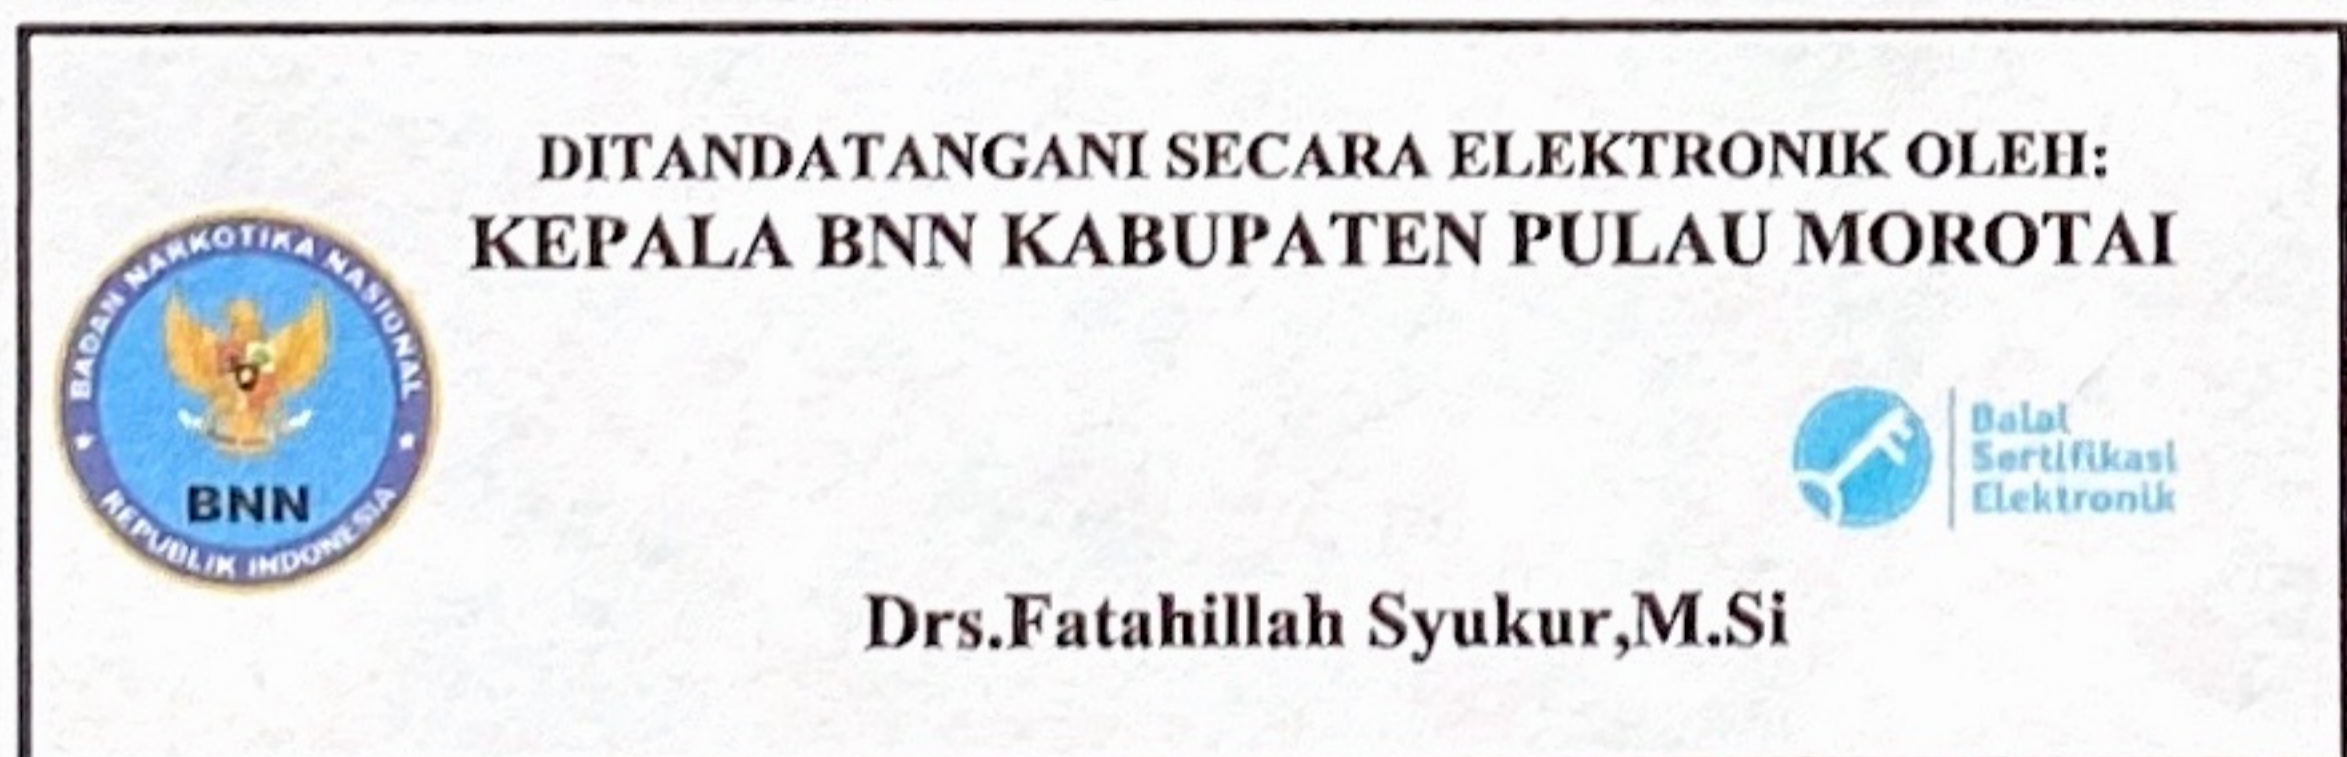 DITANDATANGANI SECARA ELEKTRONIK OLEH:
KEPALA BNN KABUPATEN PULAU MOROTAI
BADAN NARKOTIKA NASIONAL
BNN
REPUBLIK INDONESIA
Balai
Sertifikasi
Elektronik
Drs.Fatahillah Syukur,M.Si